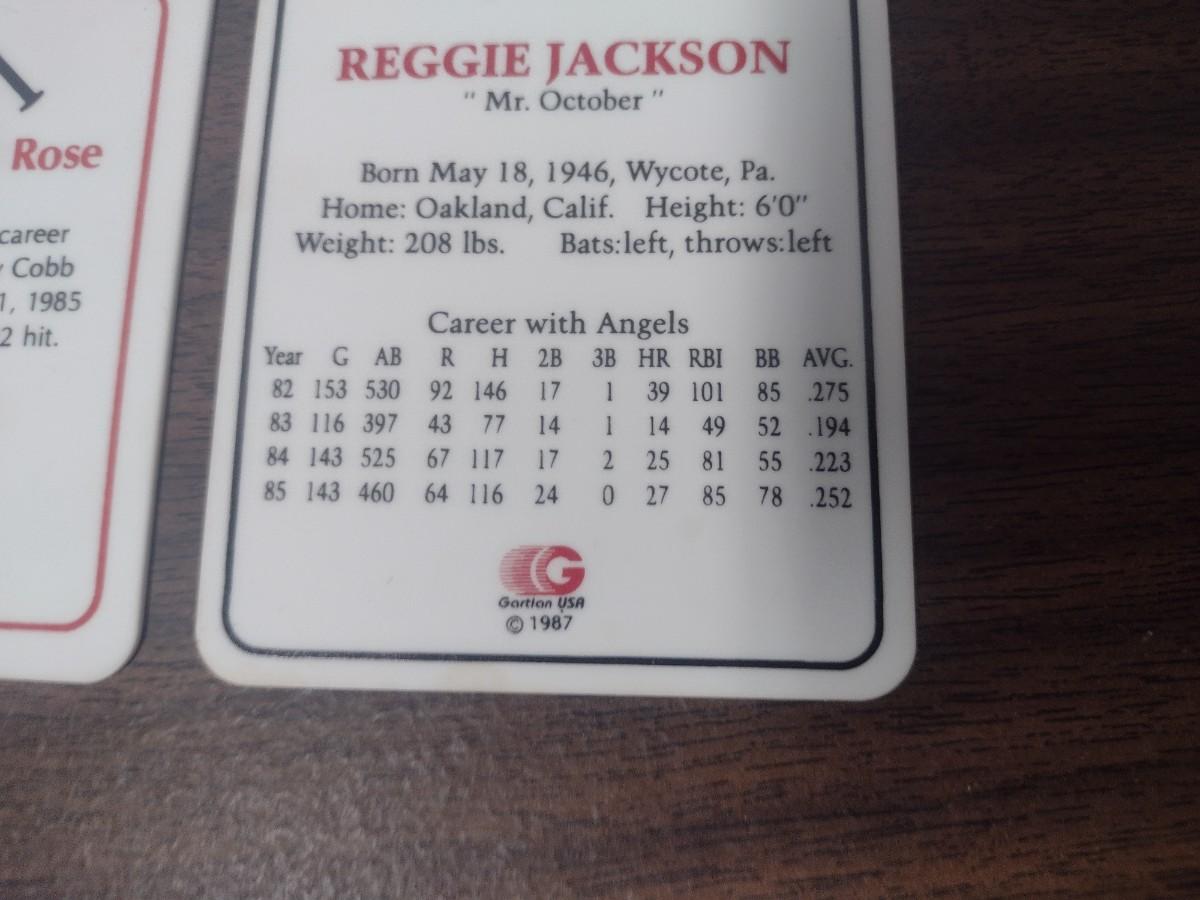 Rose
career
Cobb
1, 1985
2 hit.
REGGIE JACKSON
" Mr. October "
Born May 18, 1946, Wycote, Pa.
Home: Oakland, Calif. Height: 6'0"
Weight: 208 lbs. Bats:left, throws:left
Career with Angels
Year G AB R H 2B 3B HR RBI BB AVG.
82 153 530 92 146 17 1 39 101 85 .275
83 116 397 43 77 14 1 14 49 52 .194
84 143 525 67 117 17 2 25 81 55 .223
85 143 460 64 116 24 0 27 85 78 .252
G
Gartlan USA
© 1987